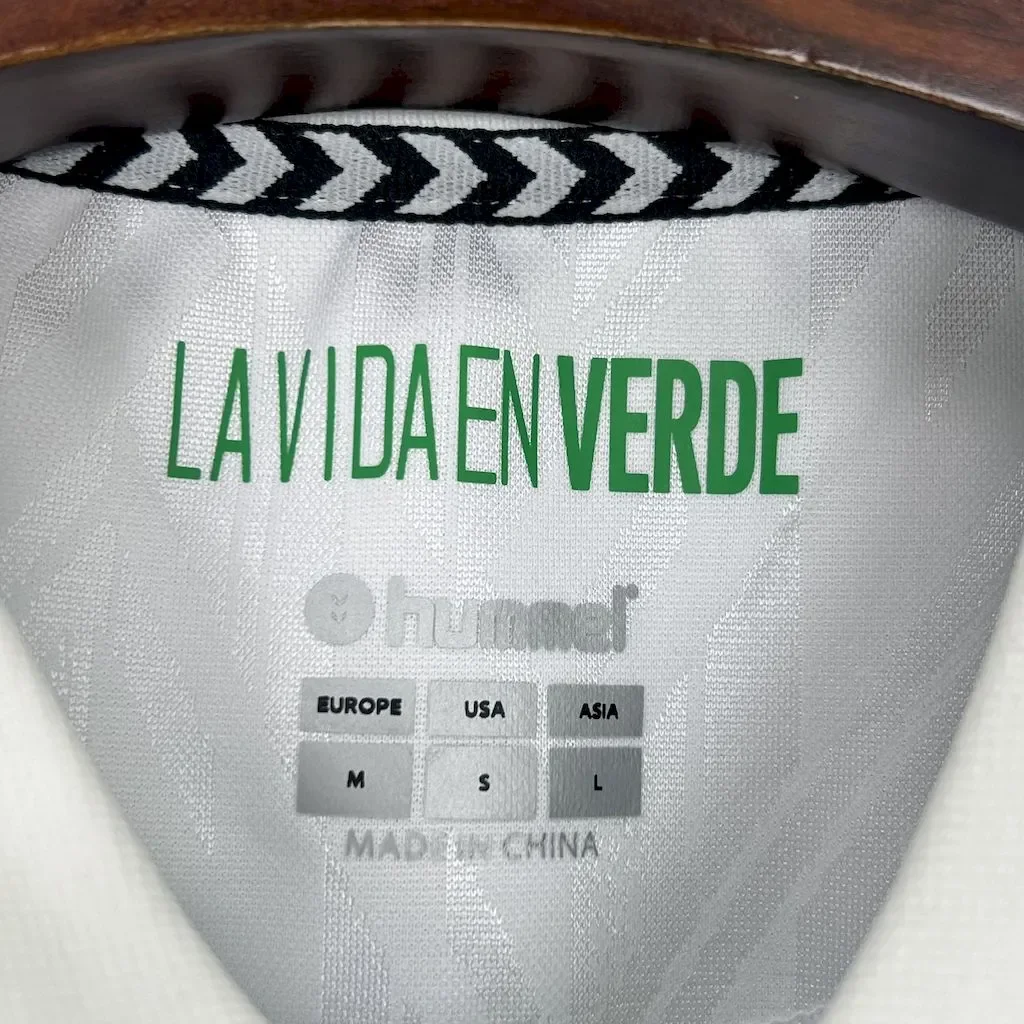 LA VIDA EN VERDE
hummel®
EUROPE USA ASIA
M S L
MADE IN CHINA